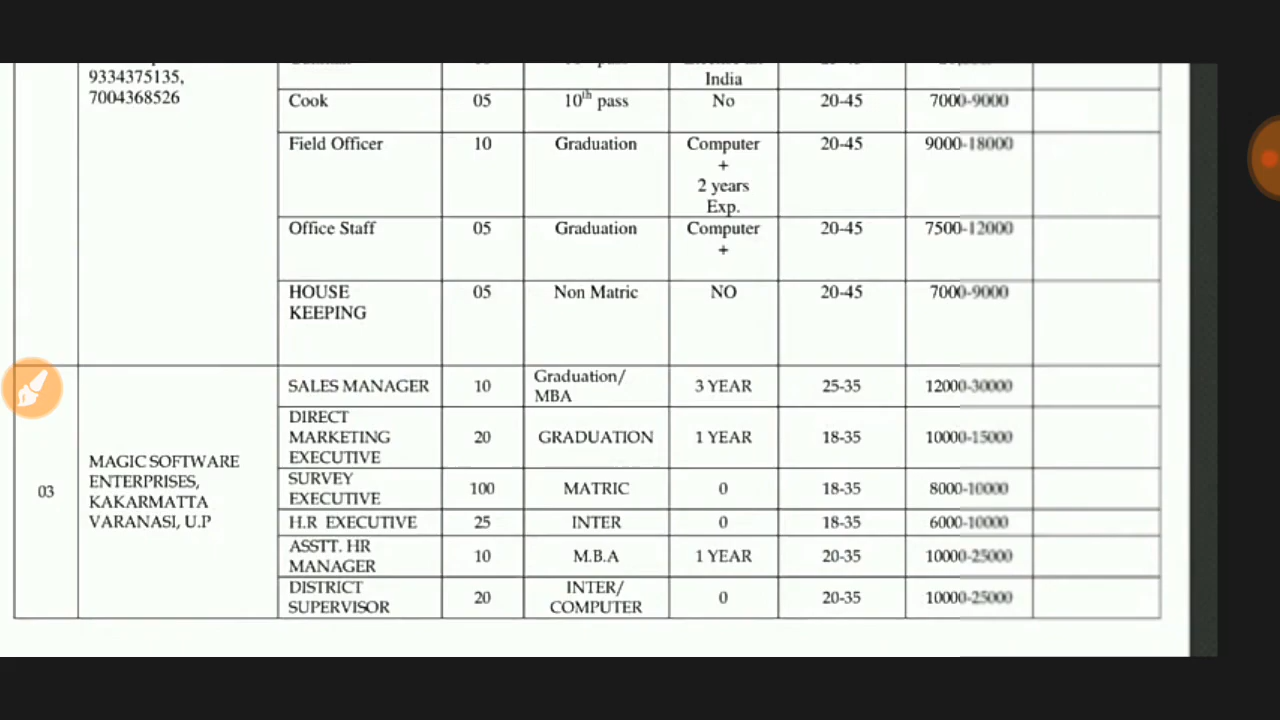 9334375135,
7004368526
India
Cook 05 10th pass No 20-45 7000-9000
Field Officer 10 Graduation Computer 20-45 9000-18000
+
2 years
Exp.
Office Staff 05 Graduation Computer 20-45 7500-12000
+
HOUSE 05 Non Matric NO 20-45 7000-9000
KEEPING
03
MAGIC SOFTWARE
ENTERPRISES,
KAKARMATTA
VARANASI, U.P
SALES MANAGER 10 Graduation/ 3 YEAR 25-35 12000-30000
MBA
DIRECT
MARKETING 20 GRADUATION 1 YEAR 18-35 10000-15000
EXECUTIVE
SURVEY 100 MATRIC 0 18-35 8000-10000
EXECUTIVE
H.R EXECUTIVE 25 INTER 0 18-35 6000-10000
ASSTT. HR 10 M.B.A 1 YEAR 20-35 10000-25000
MANAGER
DISTRICT 20 INTER/ 0 20-35 10000-25000
SUPERVISOR COMPUTER